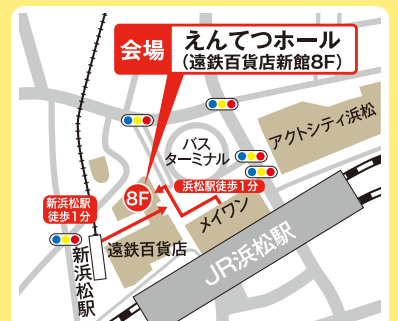 会場
えんてつホール
(遠鉄百貨店新館8F)
アクトシティ浜松
バス
ターミナル
浜松駅徒歩1分
8F
新浜松駅
徒歩1分
メイワン
遠鉄百貨店
JR浜松駅
新浜松駅